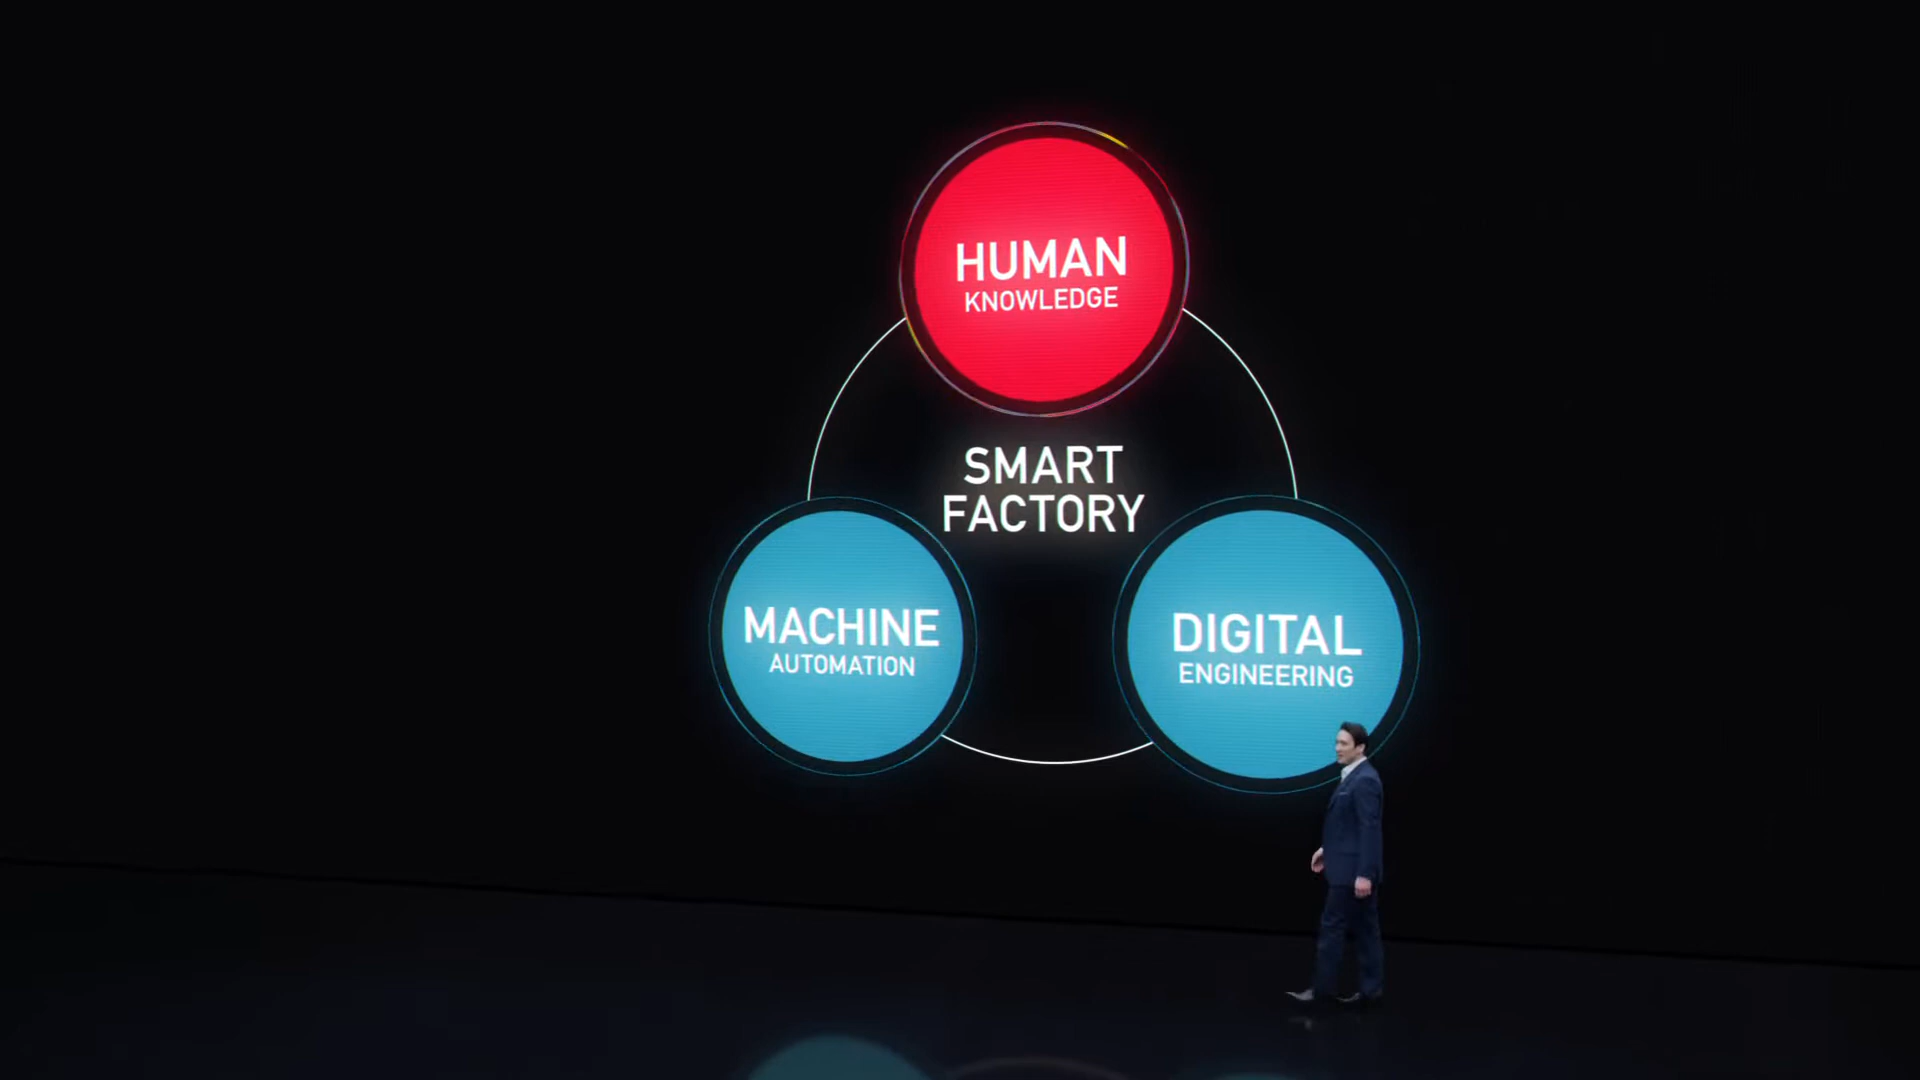 HUMAN
KNOWLEDGE
SMART
FACTORY
MACHINE
AUTOMATION
DIGITAL
ENGINEERING